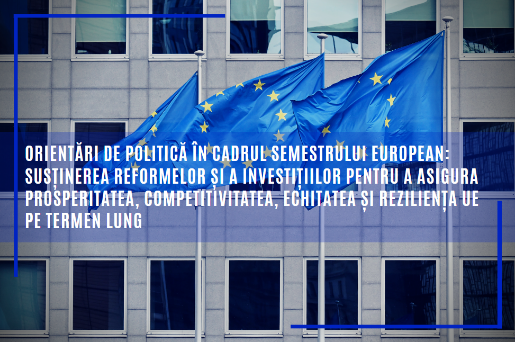 ORIENTĂRI DE POLITICĂ ÎN CADRUL SEMESTRULUI EUROPEAN:
SUSȚINEREA REFORMELOR ȘI A INVESTIȚIILOR PENTRU A ASIGURA
PROSPERITATEA, COMPETITIVITATEA, ECHITATEA ȘI REZILIENȚA UE
PE TERMEN LUNG